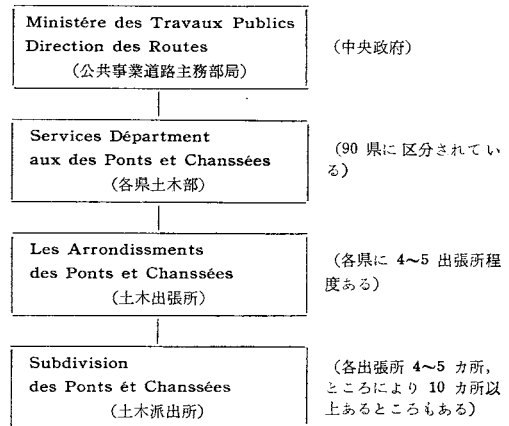 Ministére des Travaux Publics
Direction des Routes
(公共事業道路主務部局)
(中央政府)
Services Départment
aux des Ponts et Chanssées
(各県土木部)
(90 県に区分されてい
る)
Les Arrondissments
des Ponts et Chanssées
(土木出張所)
(各県に 4~5 出張所程
度ある)
Subdivision
des Ponts ét Chanssées
(土木派出所)
(各出張所 4~5 カ所,
ところにより 10 カ所以
上あるところもある)